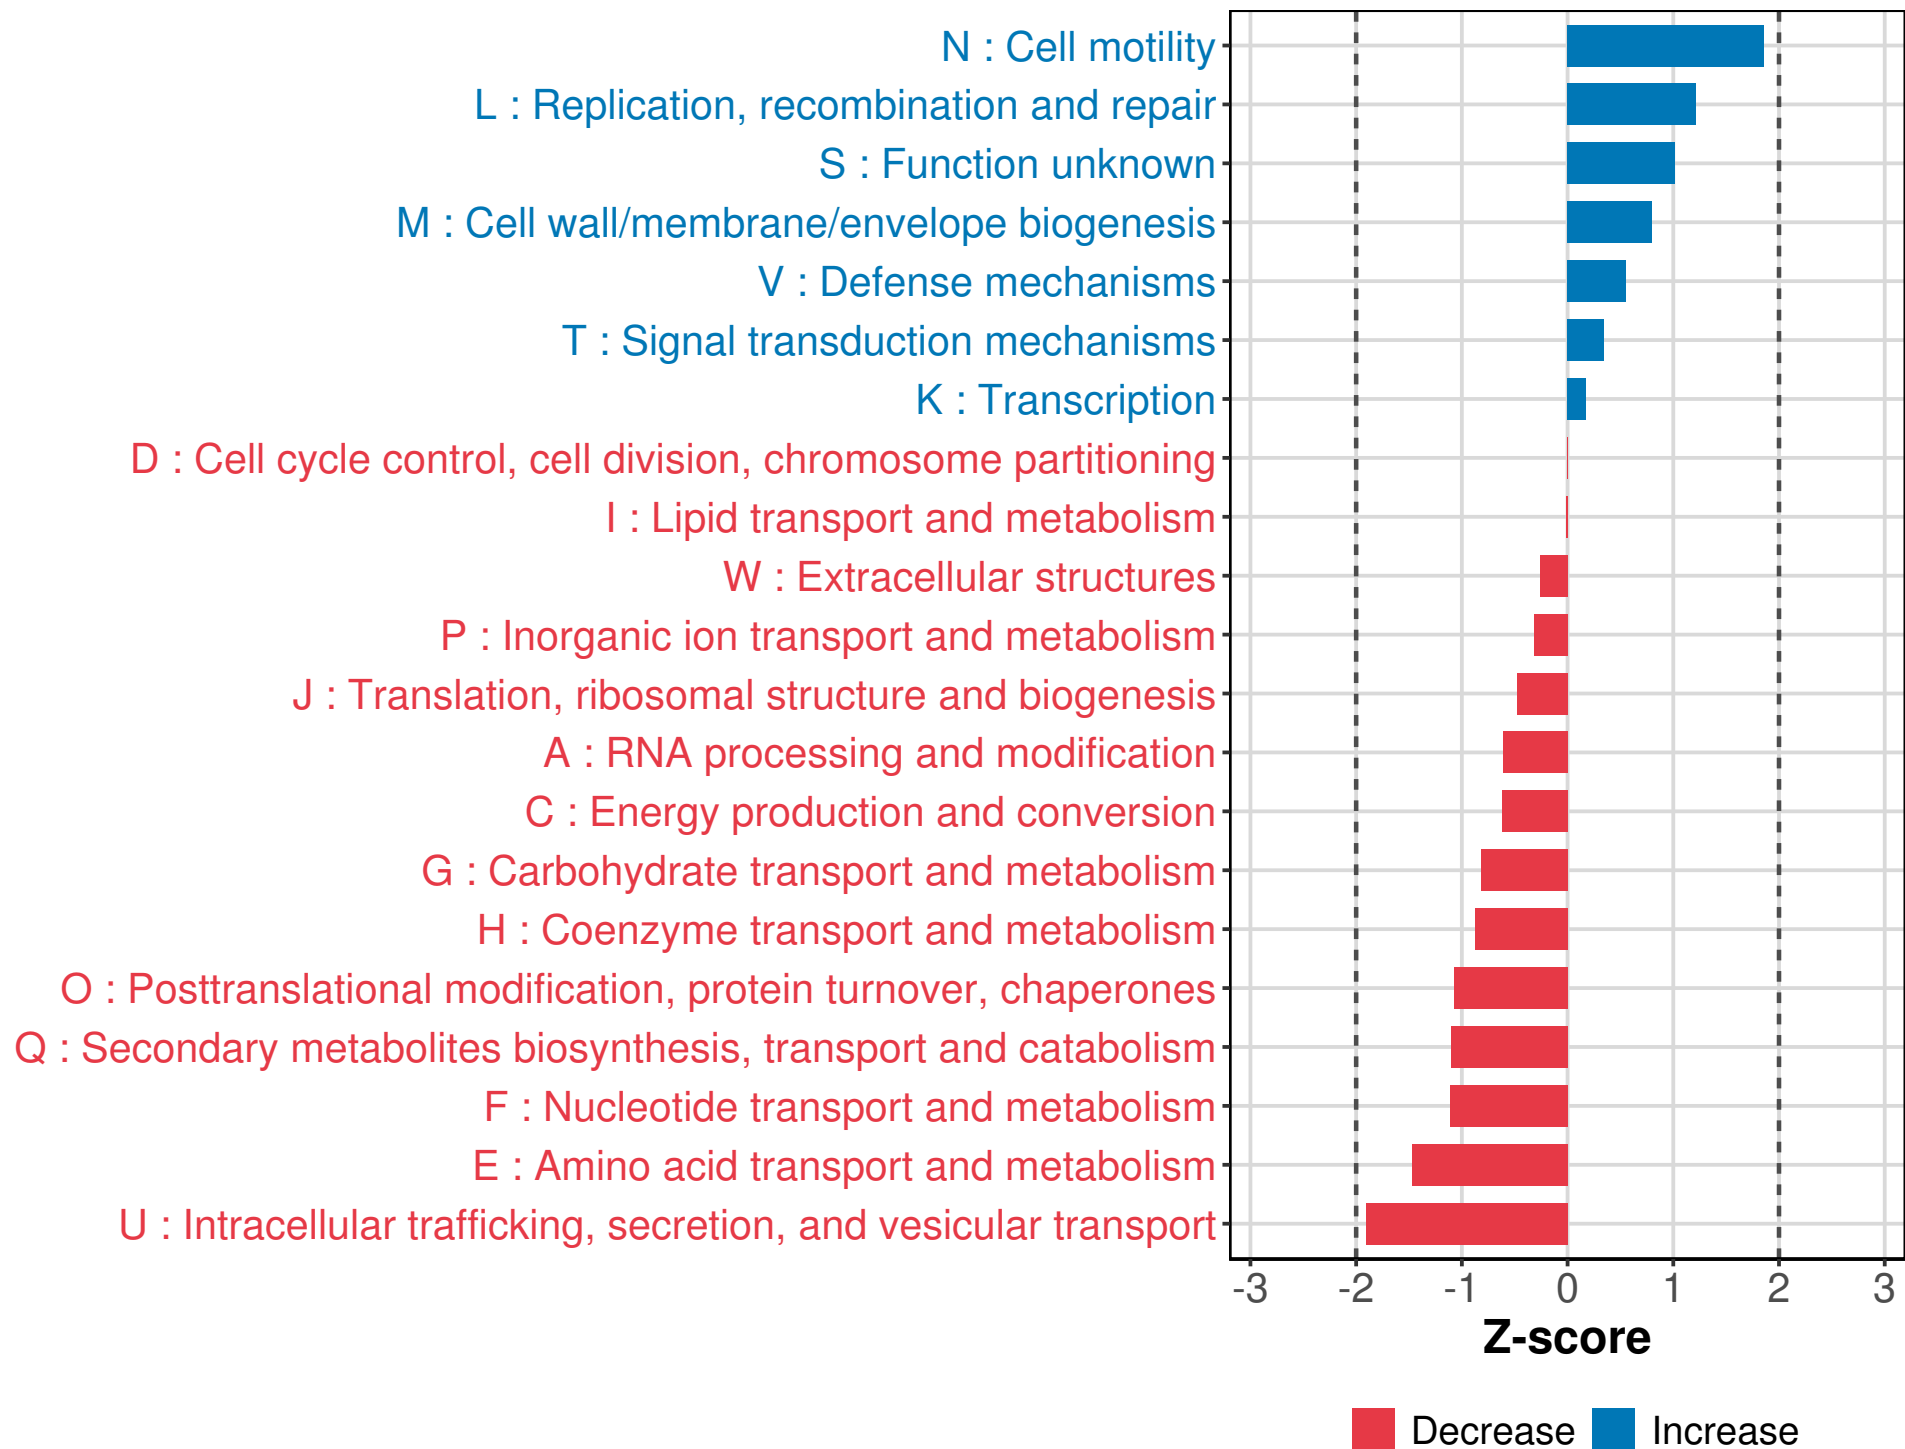 N : Cell motility
L : Replication, recombination and repair
S : Function unknown
M : Cell wall/membrane/envelope biogenesis
V : Defense mechanisms
T : Signal transduction mechanisms
K : Transcription
D : Cell cycle control, cell division, chromosome partitioning
I : Lipid transport and metabolism
W : Extracellular structures
P : Inorganic ion transport and metabolism
J : Translation, ribosomal structure and biogenesis
A : RNA processing and modification
C : Energy production and conversion
G : Carbohydrate transport and metabolism
H : Coenzyme transport and metabolism
O : Posttranslational modification, protein turnover, chaperones
Q : Secondary metabolites biosynthesis, transport and catabolism
F : Nucleotide transport and metabolism
E : Amino acid transport and metabolism
U : Intracellular trafficking, secretion, and vesicular transport
-3 -2 -1 0 1 2 3
Z-score
Decrease Increase